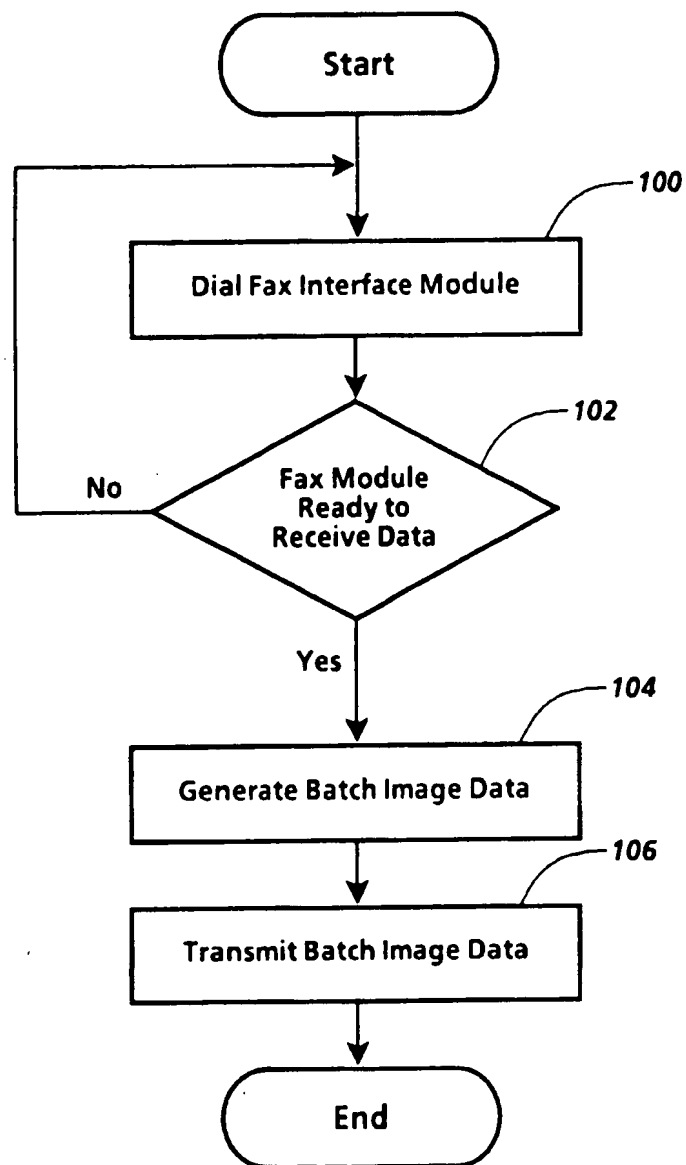 Start
100
Dial Fax Interface Module
102
Fax Module
Ready to
Receive Data
No
Yes
104
Generate Batch Image Data
106
Transmit Batch Image Data
End